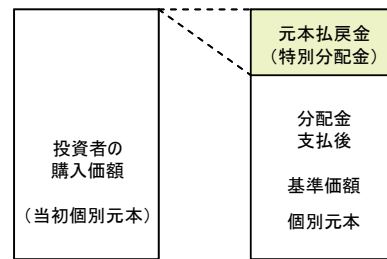 投資者の
購入価額
（当初個別元本）
元本払戻金
（特別分配金）
分配金
支払後
基準価額
個別元本